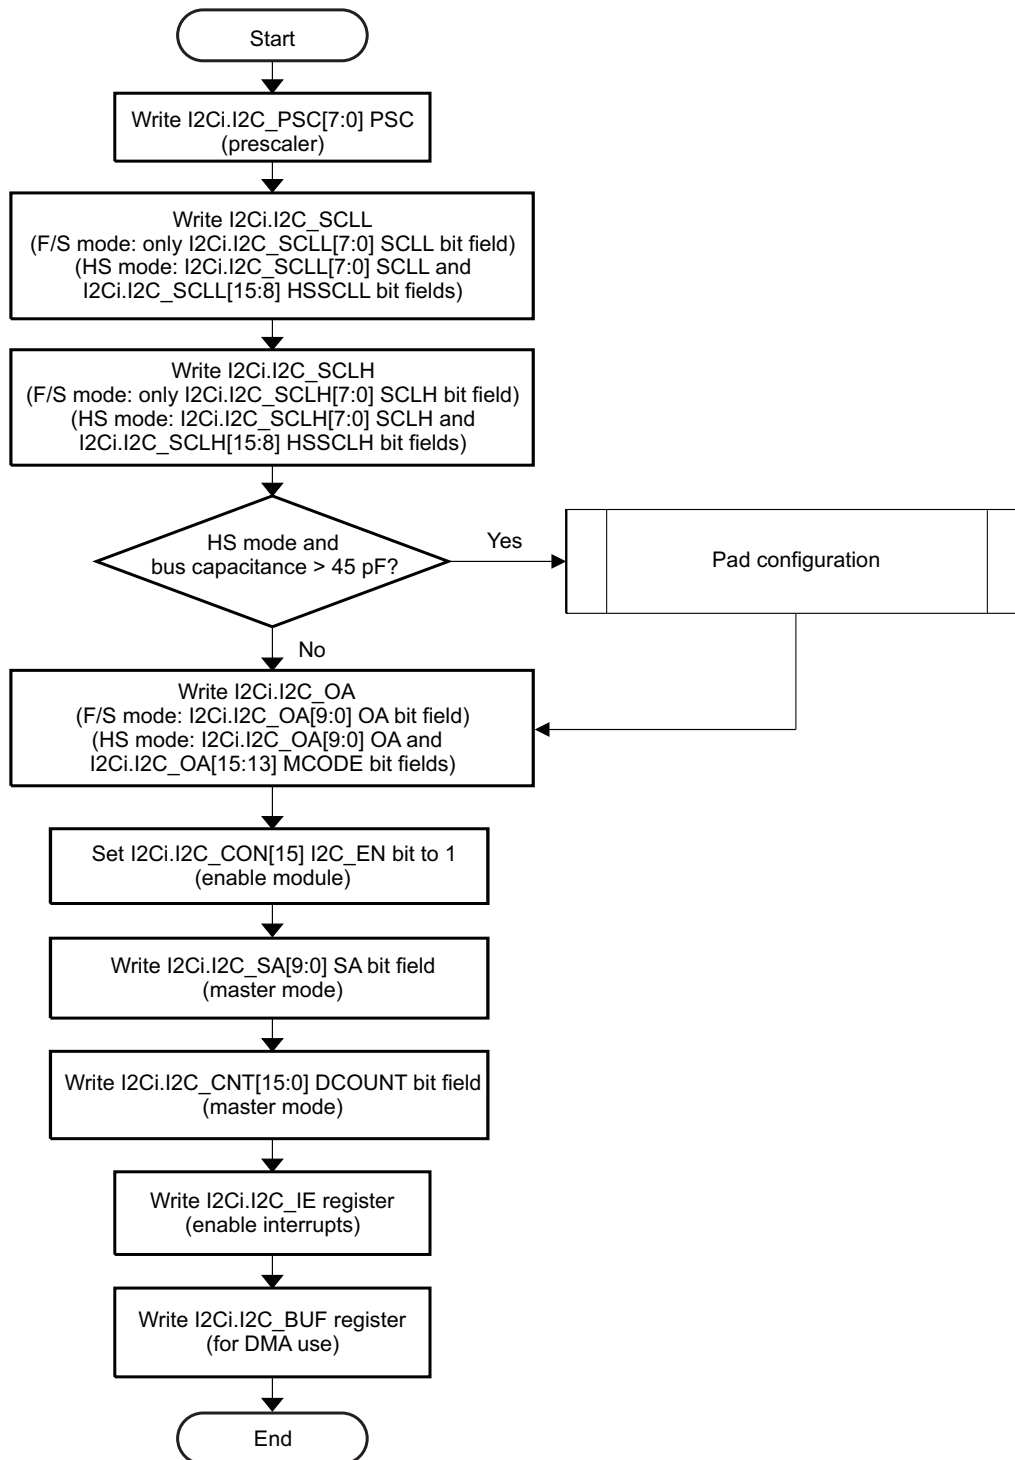 Start
Write I2Ci.I2C_PSC[7:0] PSC
(prescaler)
Write I2Ci.I2C_SCLL
(F/S mode: only I2Ci.I2C_SCLL[7:0] SCLL bit field)
(HS mode: I2Ci.I2C_SCLL[7:0] SCLL and
I2Ci.I2C_SCLL[15:8] HSSCLL bit fields)
Write I2Ci.I2C_SCLH
(F/S mode: only I2Ci.I2C_SCLH[7:0] SCLH bit field)
(HS mode: I2Ci.I2C_SCLH[7:0] SCLH and
I2Ci.I2C_SCLH[15:8] HSSCLH bit fields)
HS mode and
bus capacitance > 45 pF?
Yes
Pad configuration
No
Write I2Ci.I2C_OA
(F/S mode: I2Ci.I2C_OA[9:0] OA bit field)
(HS mode: I2Ci.I2C_OA[9:0] OA and
I2Ci.I2C_OA[15:13] MCODE bit fields)
Set I2Ci.I2C_CON[15] I2C_EN bit to 1
(enable module)
Write I2Ci.I2C_SA[9:0] SA bit field
(master mode)
Write I2Ci.I2C_CNT[15:0] DCOUNT bit field
(master mode)
Write I2Ci.I2C_IE register
(enable interrupts)
Write I2Ci.I2C_BUF register
(for DMA use)
End